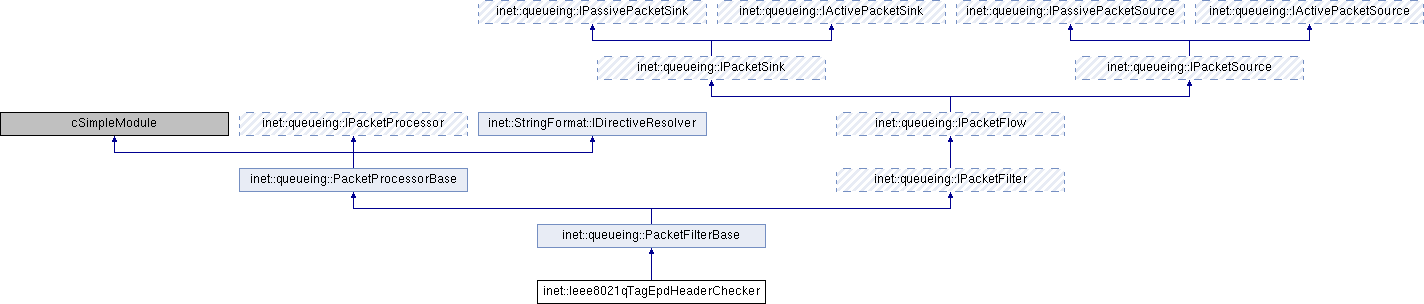 inet::queueing::IPassivePacketSink
inet::queueing::IActivePacketSink
inet::queueing::IPassivePacketSource
inet::queueing::IActivePacketSource
inet::queueing::IPacketSink
inet::queueing::IPacketSource
cSimpleModule
inet::queueing::IPacketProcessor
inet::StringFormat::IDirectiveResolver
inet::queueing::IPacketFlow
inet::queueing::PacketProcessorBase
inet::queueing::IPacketFilter
inet::queueing::PacketFilterBase
inet::Ieee8021qTagEpdHeaderChecker